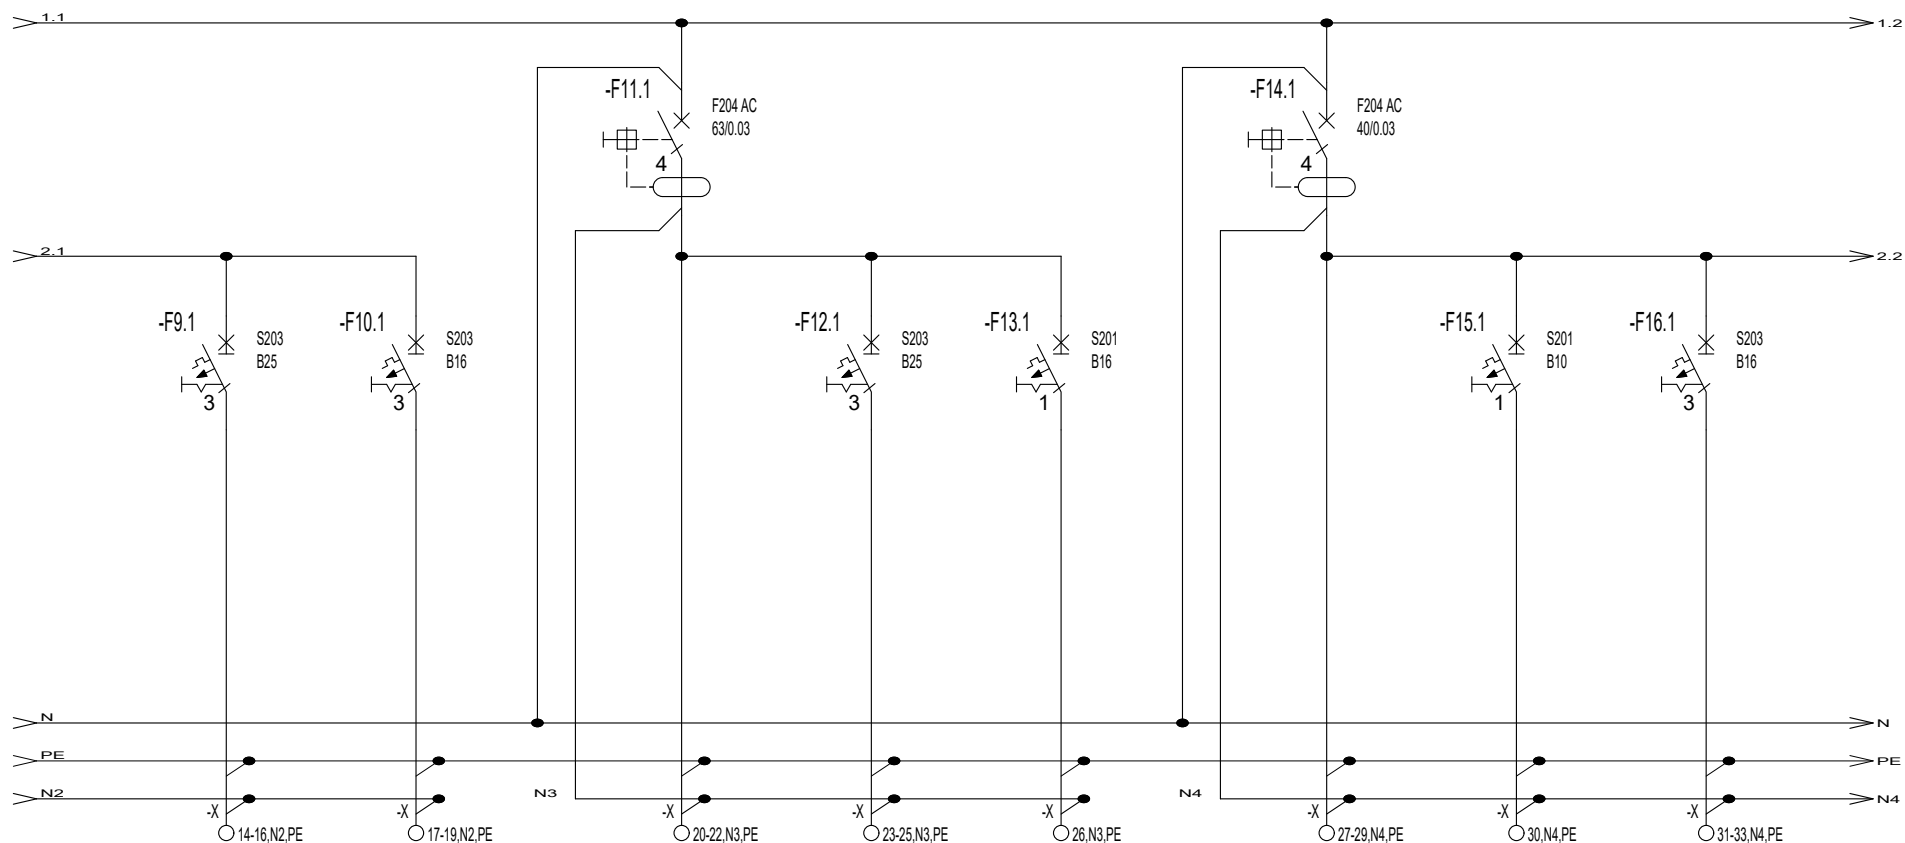 1.1
1.2
-F11.1
F204 AC
63/0.03
4
-F14.1
F204 AC
40/0.03
4
2.1
2.2
-F9.1
S203
B25
3
-F10.1
S203
B16
3
-F12.1
S203
B25
3
-F13.1
S201
B16
1
-F15.1
S201
B10
1
-F16.1
S203
B16
3
N
N
PE
PE
N2
N3
N4
N4
-X
-X
-X
-X
-X
-X
-X
-X
14-16,N2,PE
17-19,N2,PE
20-22,N3,PE
23-25,N3,PE
26,N3,PE
27-29,N4,PE
30,N4,PE
31-33,N4,PE